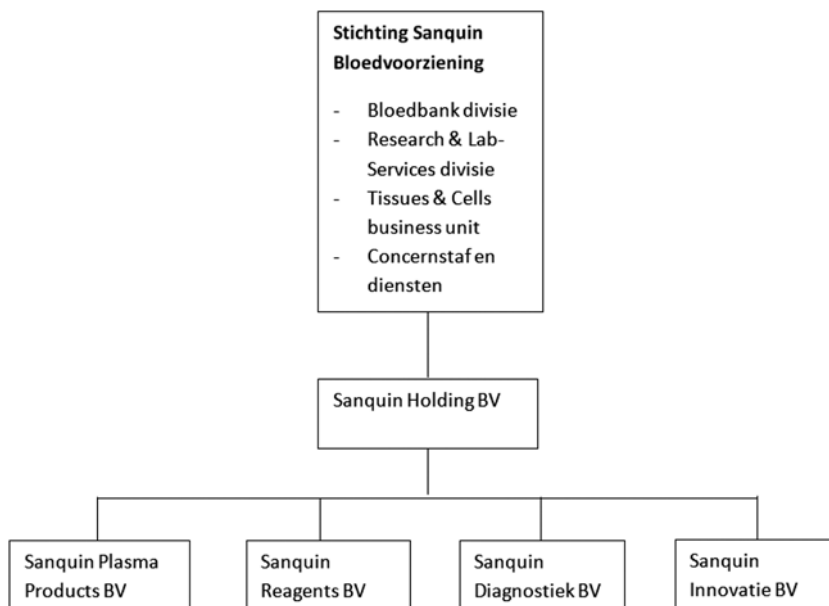 Stichting Sanquin
Bloedvoorziening
- Bloedbank divisie
- Research & Lab-
Services divisie
- Tissues & Cells
business unit
- Concernstaf en
diensten
Sanquin Holding BV
Sanquin Plasma
Products BV
Sanquin
Reagents BV
Sanquin
Diagnostiek BV
Sanquin
Innovatie BV